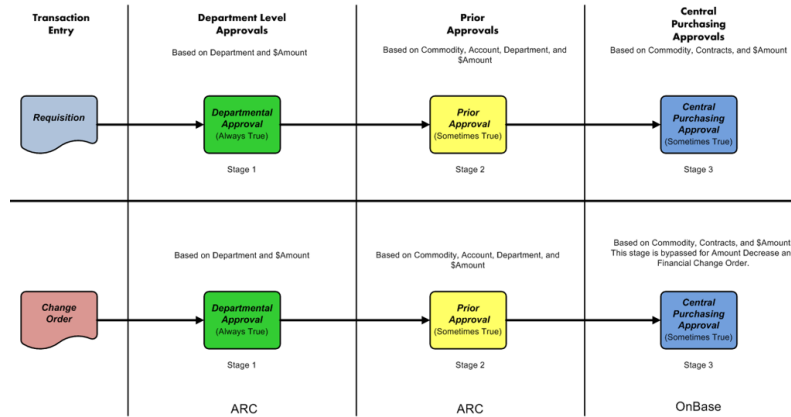 Transaction
Entry
Department Level
Approvals
Prior
Approvals
Central
Purchasing
Approvals
Based on Department and $Amount
Based on Commodity, Account, Department, and
$Amount
Based on Commodity, Contracts, and $Amount
Requisition
Departmental
Approval
(Always True)
Prior
Approval
(Sometimes True)
Central
Purchasing
Approval
(Sometimes True)
Stage 1
Stage 2
Stage 3
Based on Department and $Amount
Based on Commodity, Account, Department, and
$Amount
Based on Commodity, Contracts, and $Amount
This stage is bypassed for Amount Decrease an
Financial Change Order.
Change
Order
Departmental
Approval
(Always True)
Prior
Approval
(Sometimes True)
Central
Purchasing
Approval
(Sometimes True)
Stage 1
Stage 2
Stage 3
ARC
ARC
OnBase